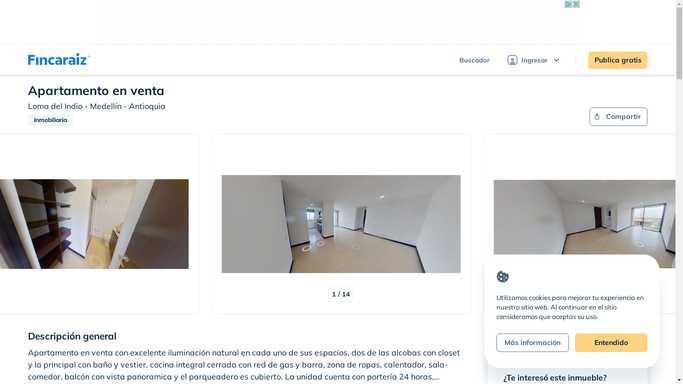 Fincaraiz
Buscador
Ingresar
Publica gratis
Apartamento en venta
Loma del Indio - Medellín - Antioquia
Inmobiliaria
Compartir
1 / 14
Utilizamos cookies para mejorar tu experiencia en
nuestro sitio web. Al continuar en el sitio
consideramos que aceptas su uso.
Más información
Entendido
Descripción general
Apartamento en venta con excelente iluminación natural en cada uno de sus espacios, dos de las alcobas con closet
y la principal con baño y vestier, cocina integral cerrada con red de gas y barra, zona de ropas, calentador, sala-
comedor, balcón con vista panoramica y el parqueadero es cubierto. La unidad cuenta con portería 24 horas,...
¿Te interesó este inmueble?